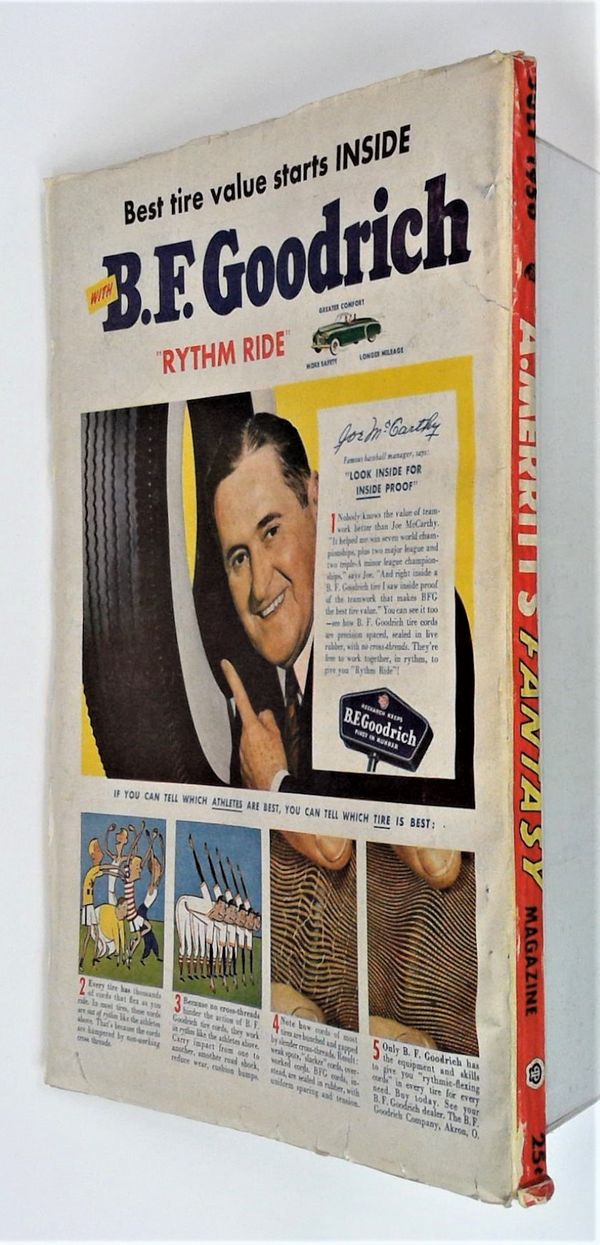 Best tire value starts INSIDE
WITH
B.F. Goodrich
"RYTHM RIDE"
GREATER COMFORT
MORE SAFETY
LONGER MILEAGE
Joe McCarthy
Famous baseball manager, says:
"LOOK INSIDE FOR
INSIDE PROOF"
1 Nobody knows the value of team-
work better than Joe McCarthy.
"It helped me win seven world cham-
pionships, plus two major league and
two triple-A minor league champion-
ships," says Joe. "And right inside a
B. F. Goodrich tire I saw inside proof
of the teamwork that makes BFG
the best tire value." You can see it too
—see how B. F. Goodrich tire cords
are precision spaced, sealed in live
rubber, with no cross-threads. They're
free to work together, in rythm, to
give you "Rythm Ride"!
RESEARCH KEEPS
B.F.Goodrich
FIRST IN RUBBER
IF YOU CAN TELL WHICH ATHLETES ARE BEST, YOU CAN TELL WHICH TIRE IS BEST:
2 Every tire has thousands
of cords that flex as you
ride. In most tires, these cords
are out of rythm like the athletes
above. That's because the cords
are hampered by non-working
cross threads.
3 Because no cross-threads
hinder the action of B. F.
Goodrich tire cords, they work
in rythm like the athletes above.
Carry impact from one to
another, smother road shock,
reduce wear, cushion bumps.
4 Note how cords of most
tires are bunched and gapped
by slender cross-threads. Result:
weak spots, "slacker" cords, over-
worked cords. BFG cords, in-
stead, are sealed in rubber, with
uniform spacing and tension.
5 Only B. F. Goodrich has
the equipment and skills
to give you "rythmic-flexing
cords" in every tire for every
need. Buy today. See your
B. F. Goodrich dealer. The B. F.
Goodrich Company, Akron, O.
JULY 1950
A. MERRITT'S FANTASY MAGAZINE
25¢